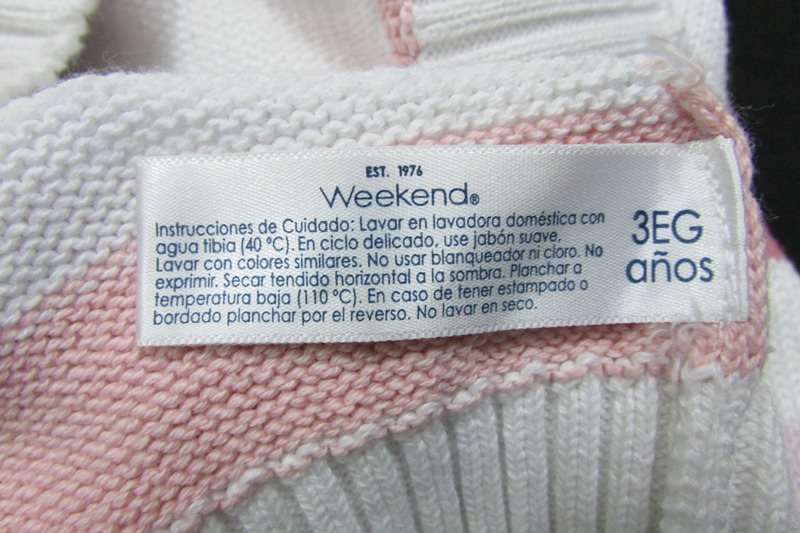 EST. 1976
Weekend®
Instrucciones de Cuidado: Lavar en lavadora doméstica con
agua tibia (40 °C). En ciclo delicado, use jabón suave.
Lavar con colores similares. No usar blanqueador ni cloro. No
exprimir. Secar tendido horizontal a la sombra. Planchar a
temperatura baja (110 °C). En caso de tener estampado o
bordado planchar por el reverso. No lavar en seco.
3EG
años